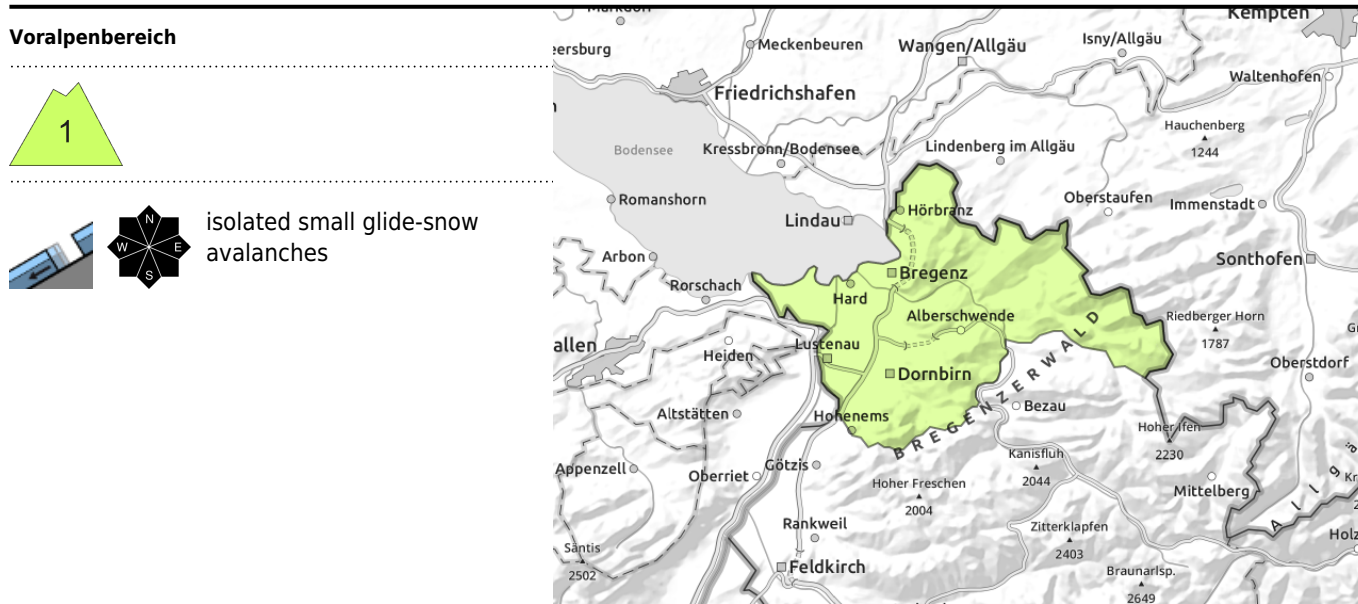 Voralpenbereich
1
N
W E
S
isolated small glide-snow
avalanches
Kempten
Meckenbeuren
Wangen/Allgäu
Isny/Allgäu
eersburg
Waltenhofen
Friedrichshafen
Hauchenberg
1244
Bodensee
Kressbronn/Bodensee
Lindenberg im Allgäu
Romanshorn
Oberstaufen
Immenstadt
Lindau
Hörbranz
Arbon
Sonthofen
Bregenz
Rorschach
Hard
Alberschwende
Riedberger Horn
1787
allen
Heiden
Lustenau
Oberstdorf
Dornbirn
Altstätten
Hohenems
Bezau
BREGENZERWALD
Hoher Ifen
2230
Appenzell
Oberriet
Götzis
Kanisfluh
2044
Hoher Freschen
2004
Mittelberg
Allgä
Rankweil
Zitterklapfen
2403
Holz
Säntis
2502
Feldkirch
Braunarlsp.
2649